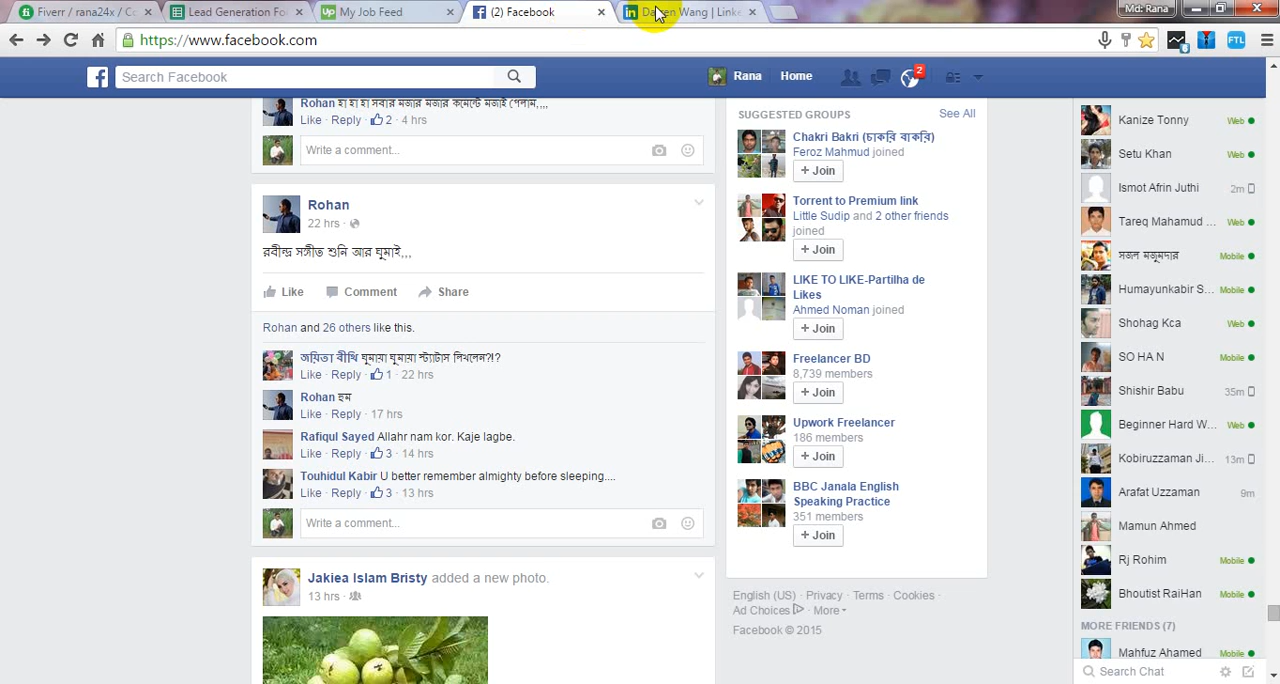 Fiverr / rana24x / Co
Lead Generation Fo
My Job Feed
(2) Facebook
Wang | Linke
Md: Rana
https://www.facebook.com
FTL
Search Facebook
Rana
Home
2
Rohan হা হা হা সবার মজার মজার কমেন্টে মজাই পেলাম,,,,
Like · Reply · 2 · 4 hrs
Write a comment...
Rohan
22 hrs ·
রবীন্দ্র সঙ্গীত শুনি আর ঘুমাই,,,
Like Comment Share
Rohan and 26 others like this.
জয়িতা বীথি ঘুমায়া ঘুমায়া স্ট্যাটাস লিখলেন?!?
Like · Reply · 1 · 22 hrs
Rohan হুম
Like · Reply · 17 hrs
Rafiqul Sayed Allahr nam kor. Kaje lagbe.
Like · Reply · 3 · 14 hrs
Touhidul Kabir U better remember almighty before sleeping....
Like · Reply · 3 · 13 hrs
Write a comment...
Jakiea Islam Bristy added a new photo.
13 hrs ·
SUGGESTED GROUPS
See All
Chakri Bakri (চাকরি বাকরি)
Feroz Mahmud joined
+ Join
Torrent to Premium link
Little Sudip and 2 other friends
joined
+ Join
LIKE TO LIKE-Partilha de
Likes
Ahmed Noman joined
+ Join
Freelancer BD
8,739 members
+ Join
Upwork Freelancer
186 members
+ Join
BBC Janala English
Speaking Practice
351 members
+ Join
English (US) · Privacy · Terms · Cookies ·
Ad Choices · More
Facebook © 2015
Kanize Tonny Web
Setu Khan Web
Ismot Afrin Juthi 2m
Tareq Mahamud ... Web
সজল মজুমদার Mobile
Humayunkabir S... Web
Shohag Kca Web
SO HA N Mobile
Shishir Babu 35m
Beginner Hard W... Web
Kobiruzzaman Ji... 13m
Arafat Uzzaman 9m
Mamun Ahmed
Rj Rohim Mobile
Bhoutist RaiHan Mobile
MORE FRIENDS (7)
Mahfuz Ahamed Mobile
Search Chat